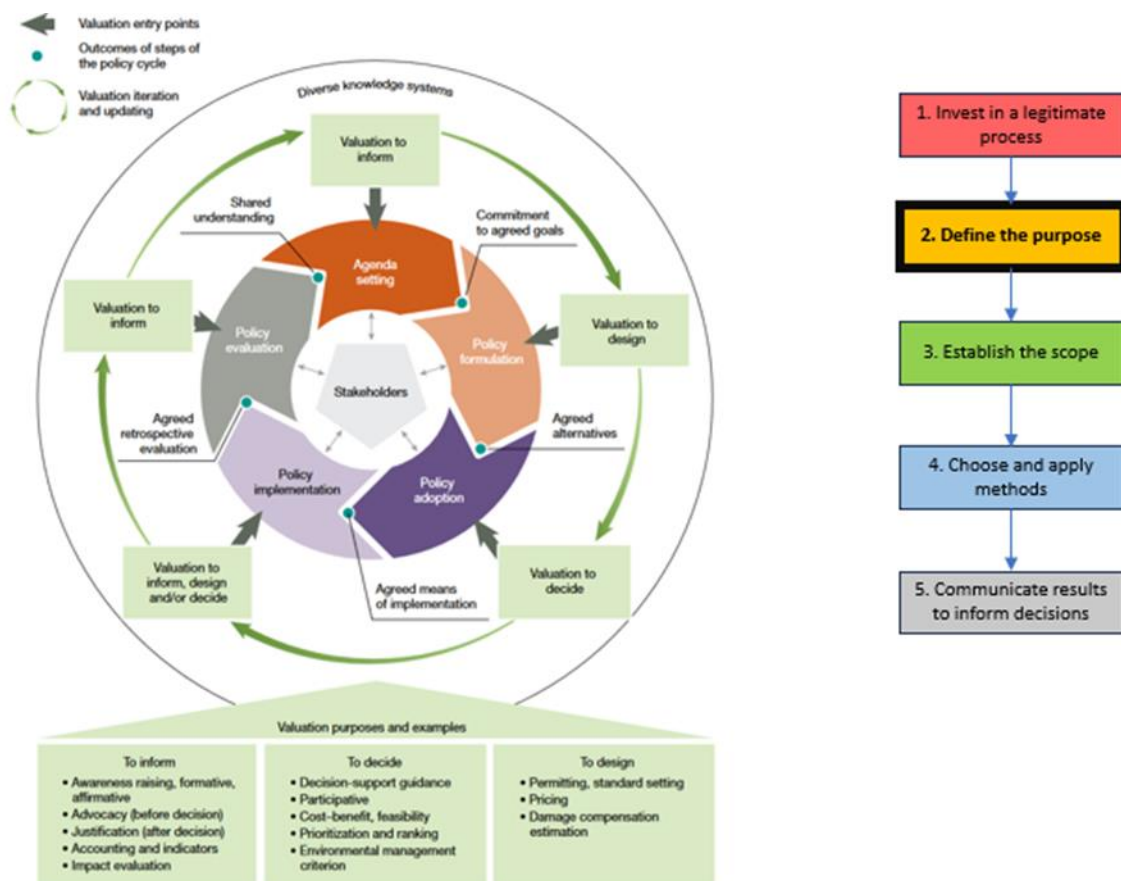 Valuation entry points
Outcomes of steps of
the policy cycle
Valuation iteration
and updating
Diverse knowledge systems
Valuation to
inform
Shared
understanding
Commitment
to agreed goals
Agenda
setting
Valuation to
inform
Policy
evaluation
Policy
formulation
Valuation to
design
Stakeholders
Agreed
retrospective
evaluation
Agreed
alternatives
Policy
implementation
Policy
adoption
Valuation to
inform, design
and/or decide
Agreed means
of implementation
Valuation to
decide
Valuation purposes and examples
To inform
• Awareness raising, formative,
affirmative
• Advocacy (before decision)
• Justification (after decision)
• Accounting and indicators
• Impact evaluation
To decide
• Decision-support guidance
• Participative
• Cost–benefit, feasibility
• Prioritization and ranking
• Environmental management
criterion
To design
• Permitting, standard setting
• Pricing
• Damage compensation
estimation
1. Invest in a legitimate
process
2. Define the purpose
3. Establish the scope
4. Choose and apply
methods
5. Communicate results
to inform decisions